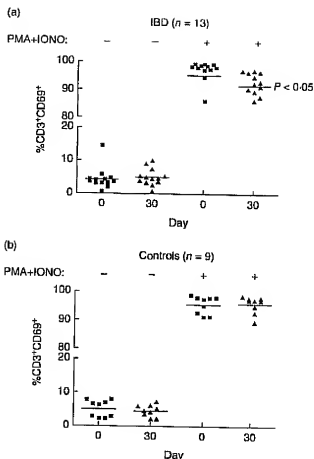 (a)
IBD (n = 13)
PMA+IONO: – – + +
100
90
80
20
10
0
%CD3+CD69+
P < 0·05
0 30 0 30
Day
(b)
Controls (n = 9)
PMA+IONO: – – + +
100
90
80
20
10
0
%CD3+CD69+
0 30 0 30
Day